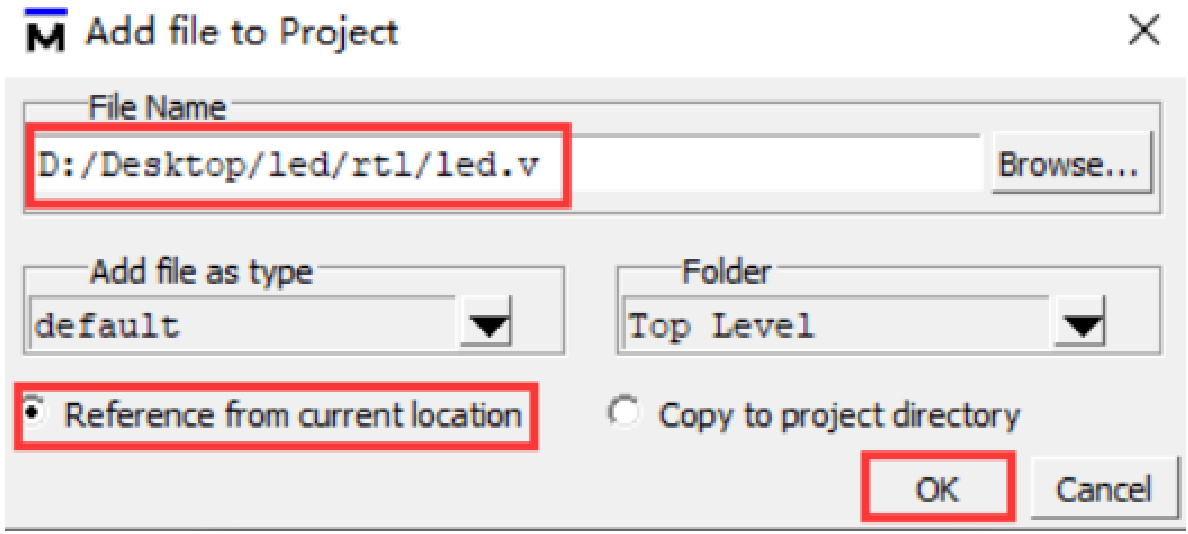 M Add file to Project
File Name
D:/Desktop/led/rtl/led.v
Browse...
Add file as type
Folder
default
Top Level
Reference from current location
Copy to project directory
OK
Cancel